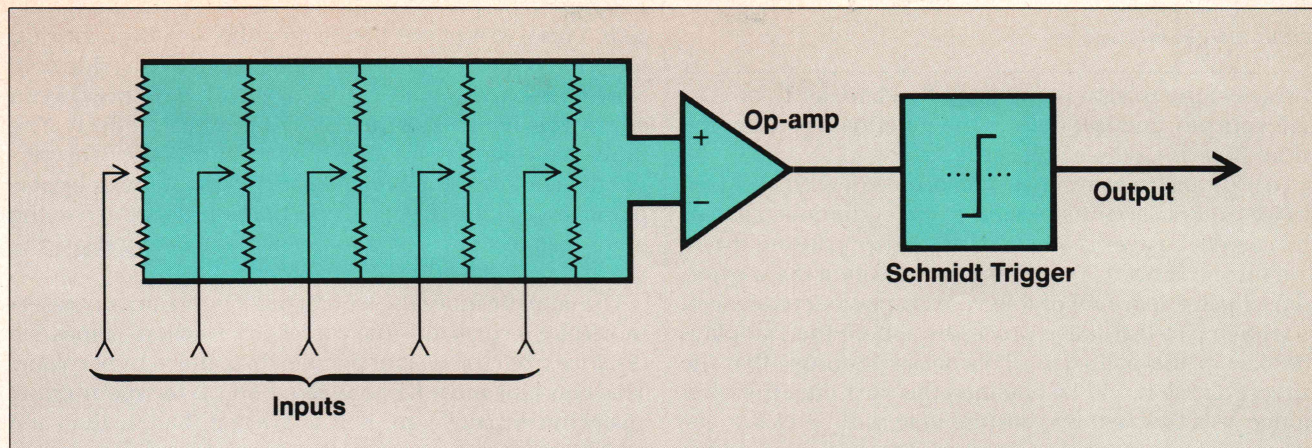 Op-amp
+
−
Output
Schmidt Trigger
Inputs